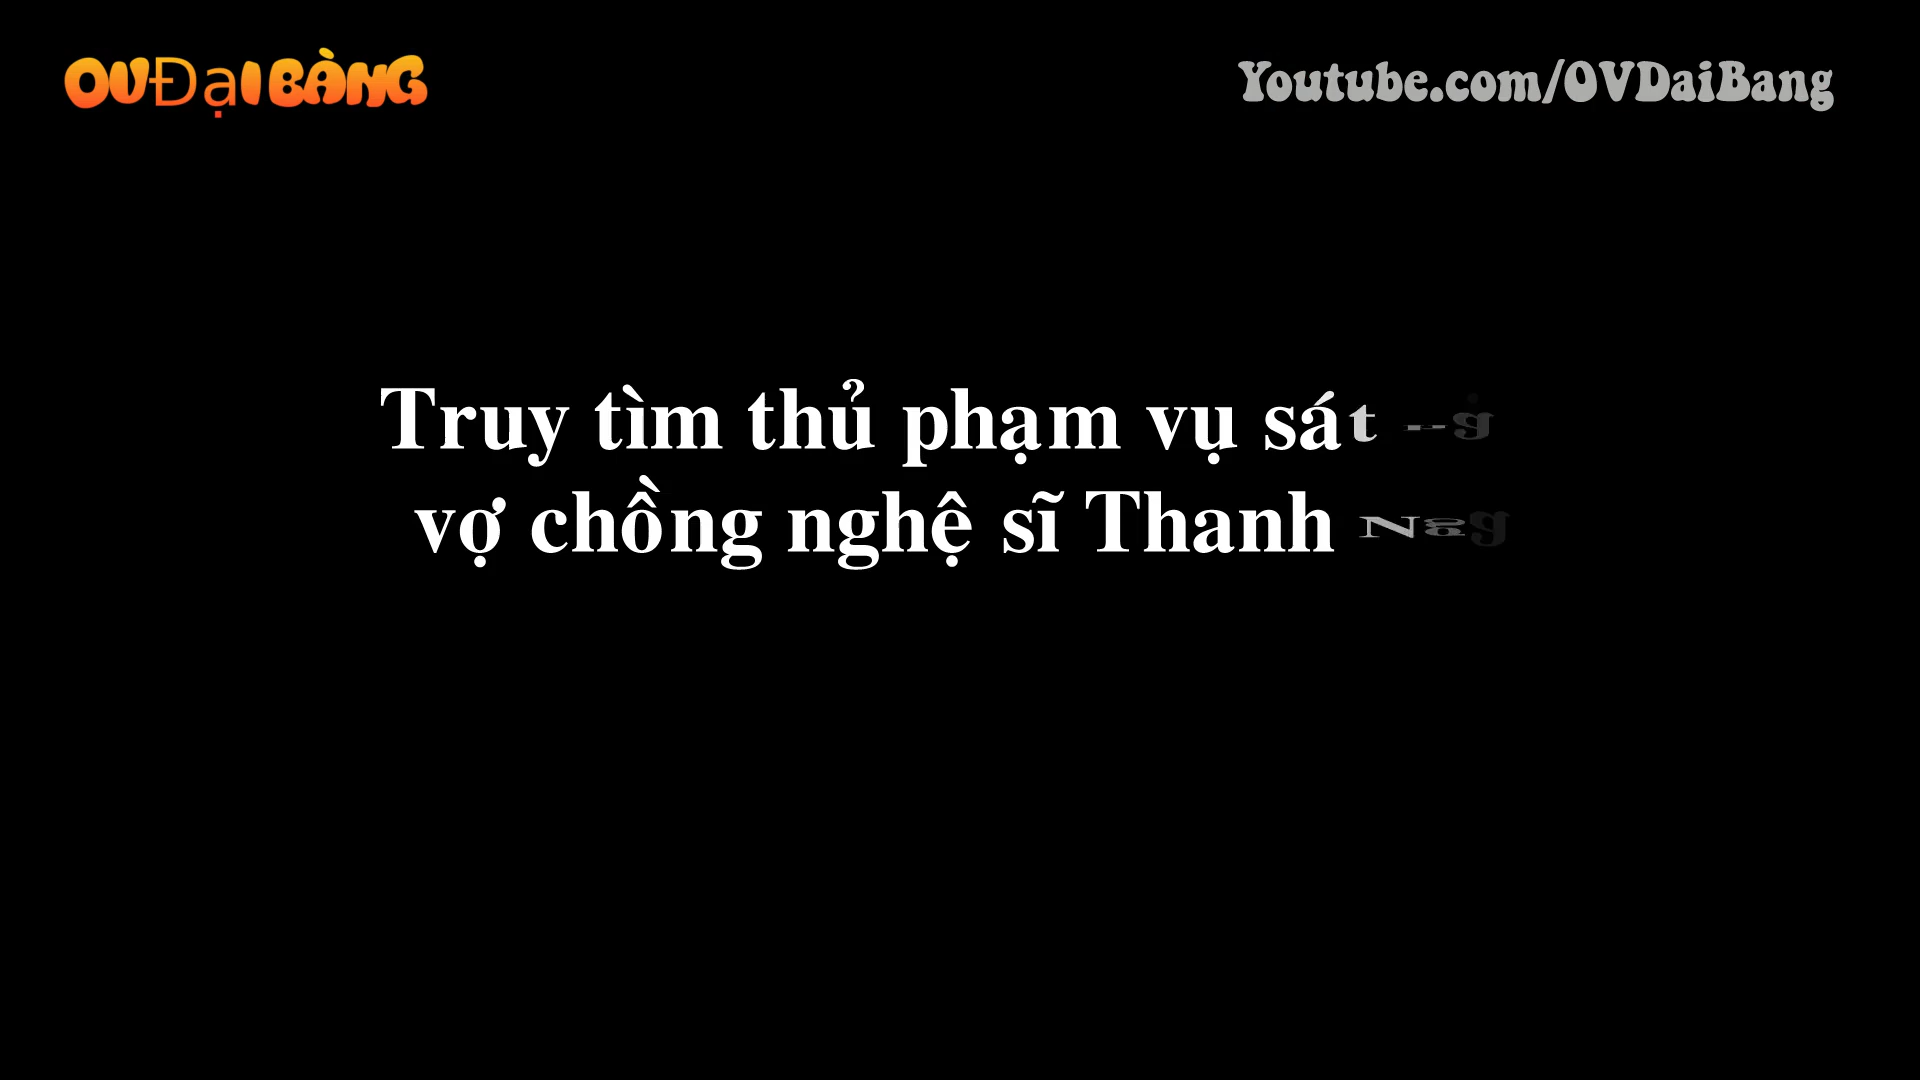 OVĐạI BÀNG
Youtube.com/OVDaiBang
Truy tìm thủ phạm vụ sát
vợ chồng nghệ sĩ Thanh